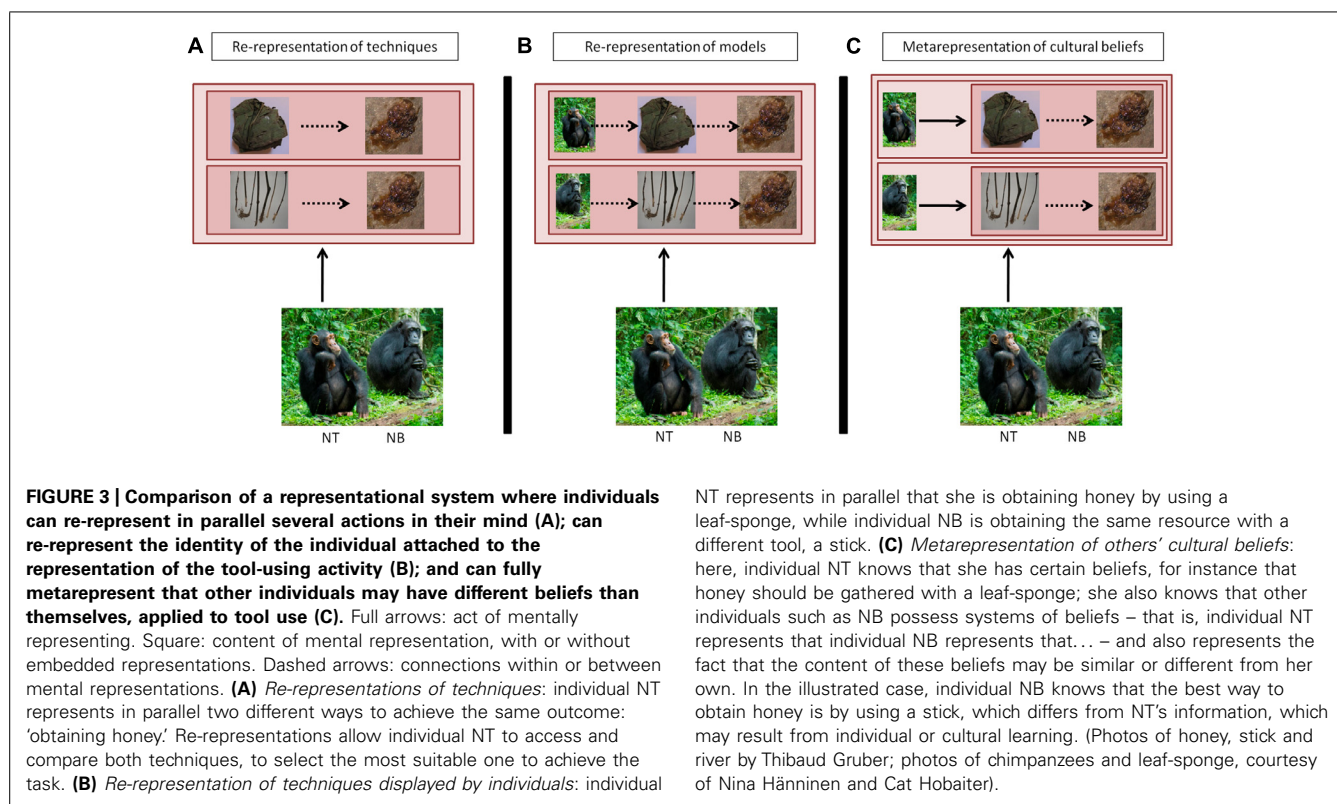 A Re-representation of techniques
B Re-representation of models
C Metarepresentation of cultural beliefs
NT NB
NT NB
NT NB
FIGURE 3 | Comparison of a representational system where individuals
can re-represent in parallel several actions in their mind (A); can
re-represent the identity of the individual attached to the
representation of the tool-using activity (B); and can fully
metarepresent that other individuals may have different beliefs than
themselves, applied to tool use (C). Full arrows: act of mentally
representing. Square: content of mental representation, with or without
embedded representations. Dashed arrows: connections within or between
mental representations. (A) Re-representations of techniques: individual NT
represents in parallel two different ways to achieve the same outcome:
‘obtaining honey.’ Re-representations allow individual NT to access and
compare both techniques, to select the most suitable one to achieve the
task. (B) Re-representation of techniques displayed by individuals: individual
NT represents in parallel that she is obtaining honey by using a
leaf-sponge, while individual NB is obtaining the same resource with a
different tool, a stick. (C) Metarepresentation of others’ cultural beliefs:
here, individual NT knows that she has certain beliefs, for instance that
honey should be gathered with a leaf-sponge; she also knows that other
individuals such as NB possess systems of beliefs – that is, individual NT
represents that individual NB represents that. . . – and also represents the
fact that the content of these beliefs may be similar or different from her
own. In the illustrated case, individual NB knows that the best way to
obtain honey is by using a stick, which differs from NT’s information, which
may result from individual or cultural learning. (Photos of honey, stick and
river by Thibaud Gruber; photos of chimpanzees and leaf-sponge, courtesy
of Nina Hänninen and Cat Hobaiter).